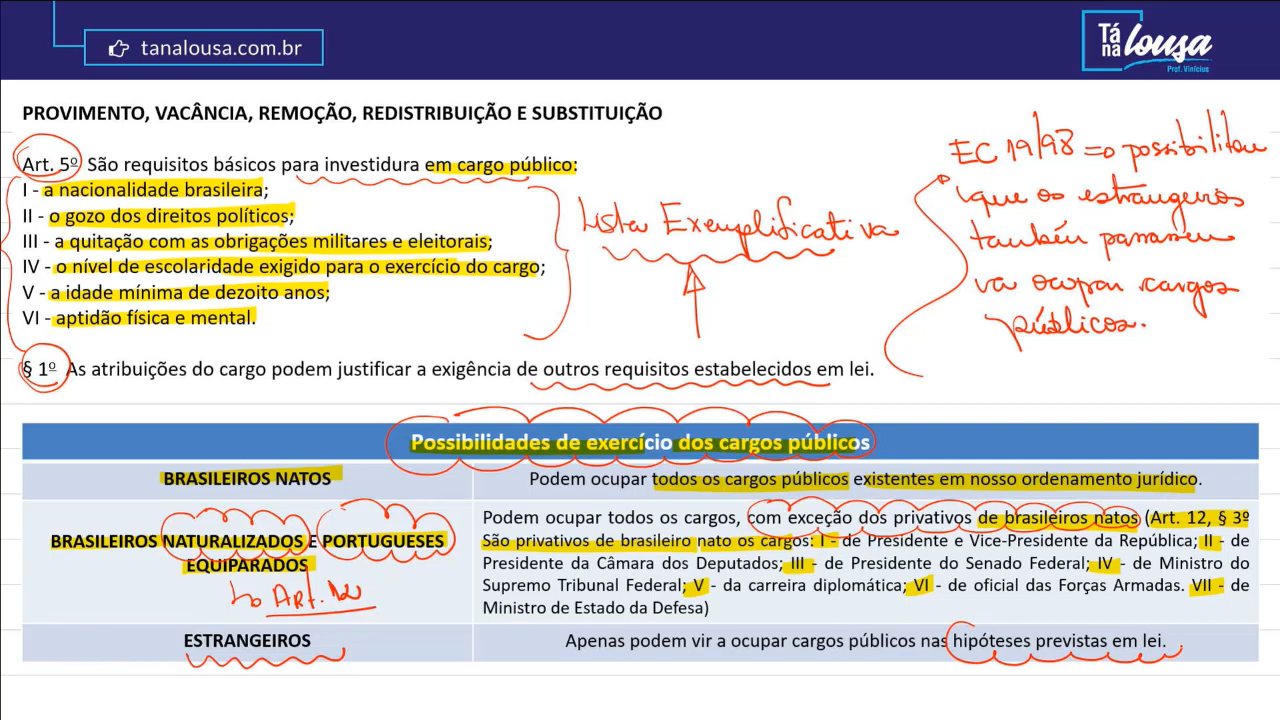 tanalousa.com.br
Tá na lousa
Prof. Vinícius
PROVIMENTO, VACÂNCIA, REMOÇÃO, REDISTRIBUIÇÃO E SUBSTITUIÇÃO
Art. 5º São requisitos básicos para investidura em cargo público:
I - a nacionalidade brasileira;
II - o gozo dos direitos políticos;
III - a quitação com as obrigações militares e eleitorais;
IV - o nível de escolaridade exigido para o exercício do cargo;
V - a idade mínima de dezoito anos;
VI - aptidão física e mental.
Lista Exemplificativa
EC 19/98 => possibilitou
que os estrangeiros
também passassem
a ocupar cargos
públicos.
§ 1º As atribuições do cargo podem justificar a exigência de outros requisitos estabelecidos em lei.
Possibilidades de exercício dos cargos públicos
BRASILEIROS NATOS
Podem ocupar todos os cargos públicos existentes em nosso ordenamento jurídico.
BRASILEIROS NATURALIZADOS E PORTUGUESES
EQUIPARADOS
Art. 12
Podem ocupar todos os cargos, com exceção dos privativos de brasileiros natos (Art. 12, § 3º
São privativos de brasileiro nato os cargos: I - de Presidente e Vice-Presidente da República; II - de
Presidente da Câmara dos Deputados; III - de Presidente do Senado Federal; IV - de Ministro do
Supremo Tribunal Federal; V - da carreira diplomática; VI - de oficial das Forças Armadas. VII - de
Ministro de Estado da Defesa)
ESTRANGEIROS
Apenas podem vir a ocupar cargos públicos nas hipóteses previstas em lei.